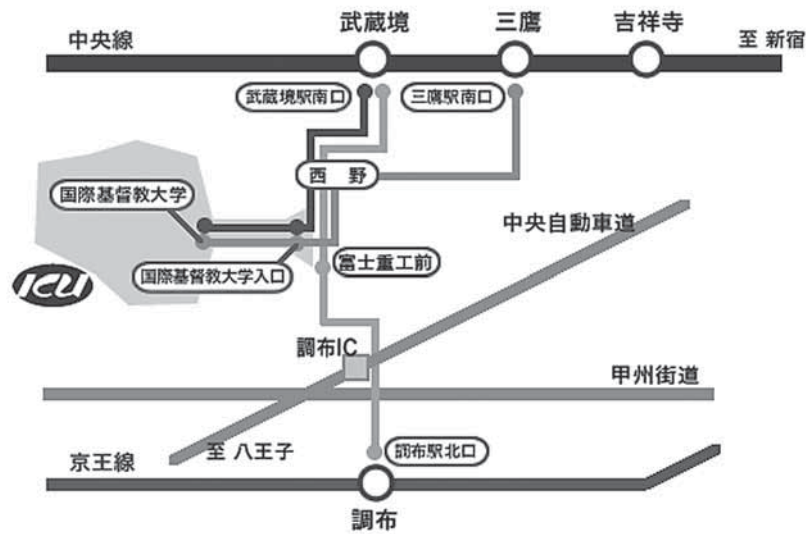 武蔵境
三鷹
吉祥寺
中央線
至 新宿
武蔵境駅南口
三鷹駅南口
西 野
国際基督教大学
中央自動車道
国際基督教大学入口
富士重工前
ICU
調布IC
甲州街道
至 八王子
調布駅北口
京王線
調布